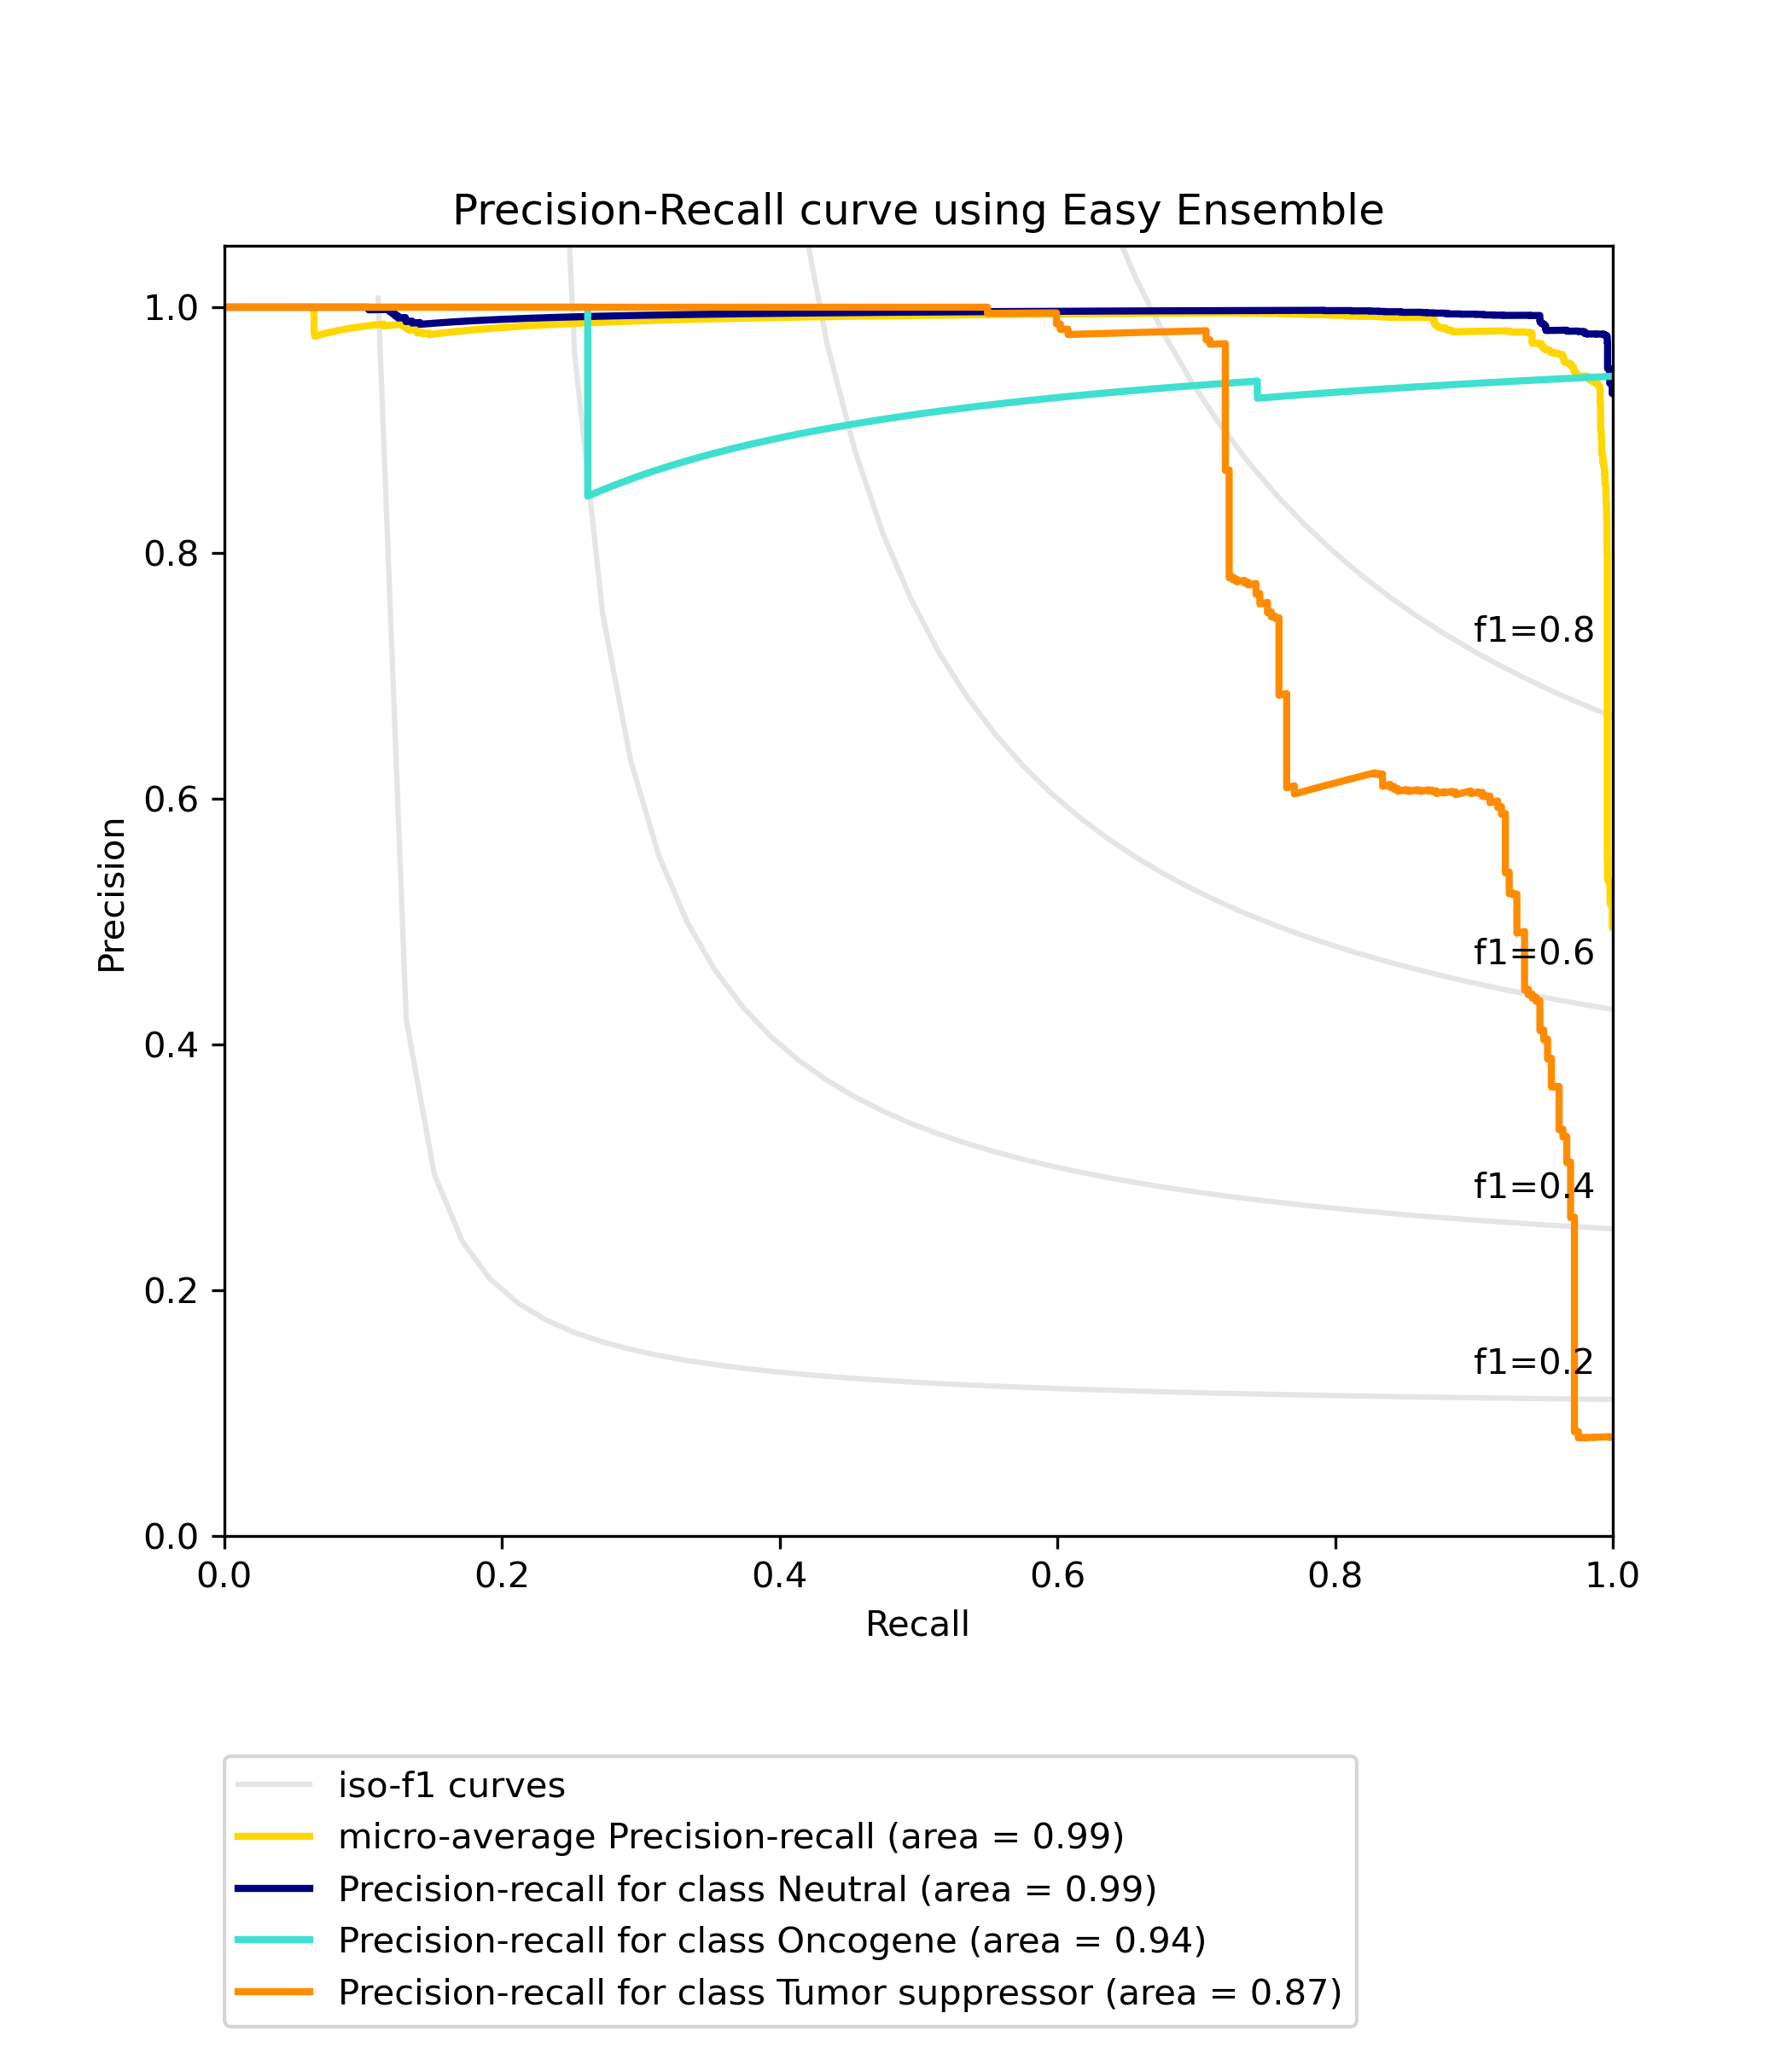 Precision-Recall curve using Easy Ensemble
1.0
0.8
f1=0.8
0.6
Precision
f1=0.6
0.4
f1=0.4
0.2
f1=0.2
0.0
0.0 0.2 0.4 0.6 0.8 1.0
Recall
iso-f1 curves
micro-average Precision-recall (area = 0.99)
Precision-recall for class Neutral (area = 0.99)
Precision-recall for class Oncogene (area = 0.94)
Precision-recall for class Tumor suppressor (area = 0.87)